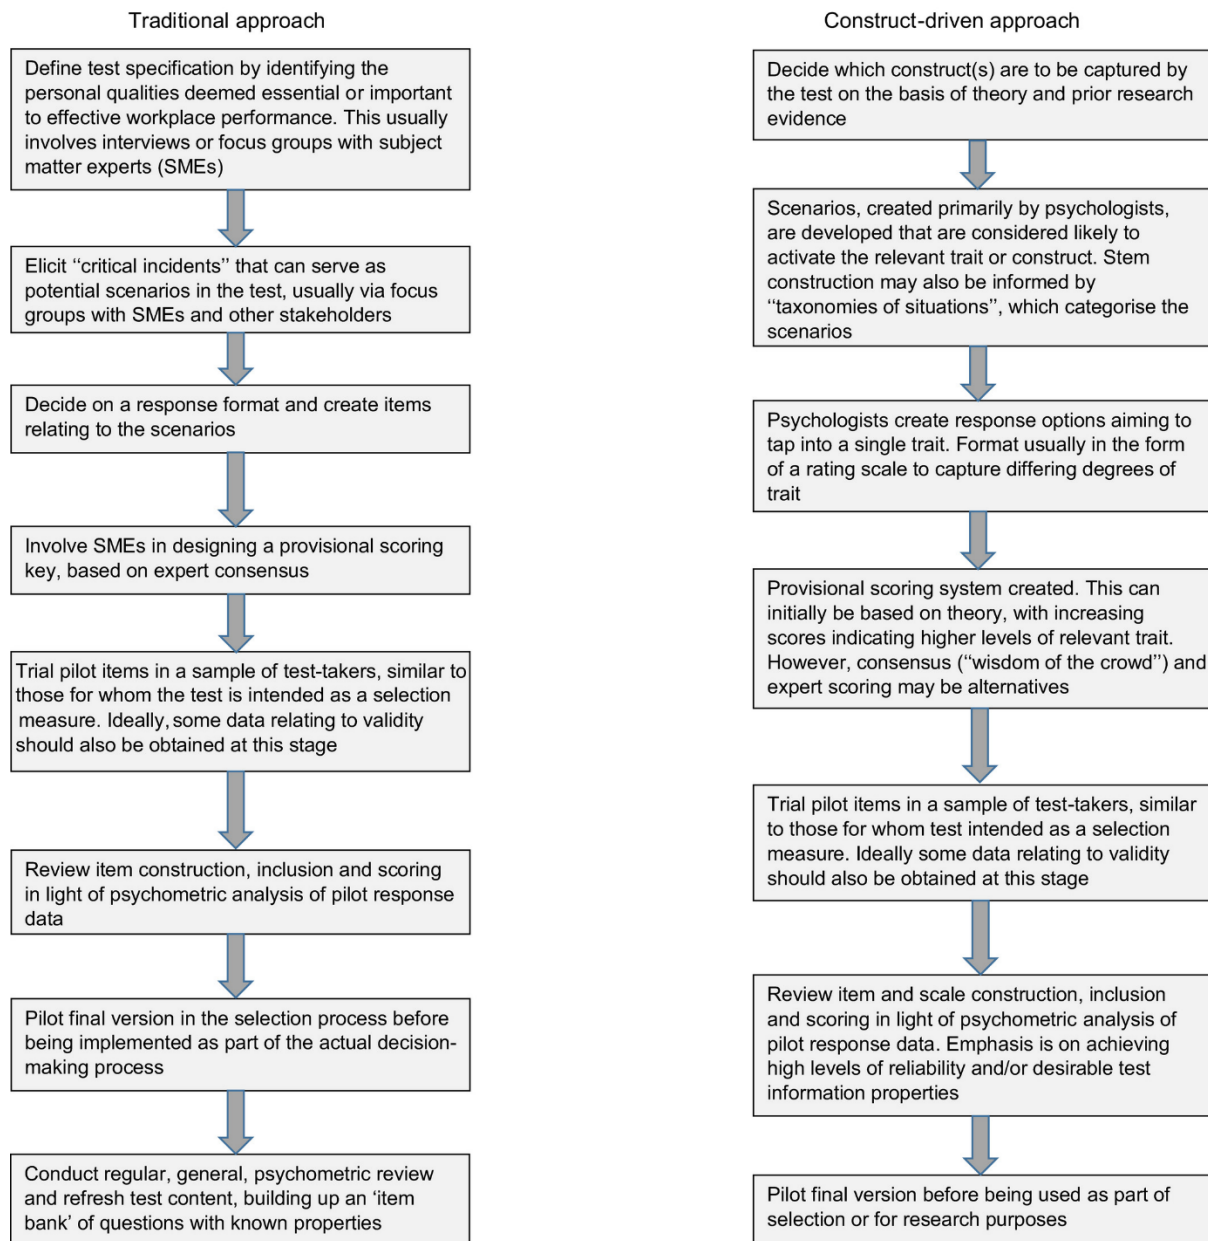 Traditional approach
Define test specification by identifying the
personal qualities deemed essential or important
to effective workplace performance. This usually
involves interviews or focus groups with subject
matter experts (SMEs)
Elicit “critical incidents” that can serve as
potential scenarios in the test, usually via focus
groups with SMEs and other stakeholders
Decide on a response format and create items
relating to the scenarios
Involve SMEs in designing a provisional scoring
key, based on expert consensus
Trial pilot items in a sample of test-takers, similar to
those for whom the test is intended as a selection
measure. Ideally, some data relating to validity
should also be obtained at this stage
Review item construction, inclusion and scoring
in light of psychometric analysis of pilot response
data
Pilot final version in the selection process before
being implemented as part of the actual decision-
making process
Conduct regular, general, psychometric review
and refresh test content, building up an ‘item
bank’ of questions with known properties
Construct-driven approach
Decide which construct(s) are to be captured by
the test on the basis of theory and prior research
evidence
Scenarios, created primarily by psychologists,
are developed that are considered likely to
activate the relevant trait or construct. Stem
construction may also be informed by
“taxonomies of situations”, which categorise the
scenarios
Psychologists create response options aiming to
tap into a single trait. Format usually in the form
of a rating scale to capture differing degrees of
trait
Provisional scoring system created. This can
initially be based on theory, with increasing
scores indicating higher levels of relevant trait.
However, consensus (“wisdom of the crowd”) and
expert scoring may be alternatives
Trial pilot items in a sample of test-takers, similar
to those for whom test intended as a selection
measure. Ideally some data relating to validity
should also be obtained at this stage
Review item and scale construction, inclusion
and scoring in light of psychometric analysis of
pilot response data. Emphasis is on achieving
high levels of reliability and/or desirable test
information properties
Pilot final version before being used as part of
selection or for research purposes